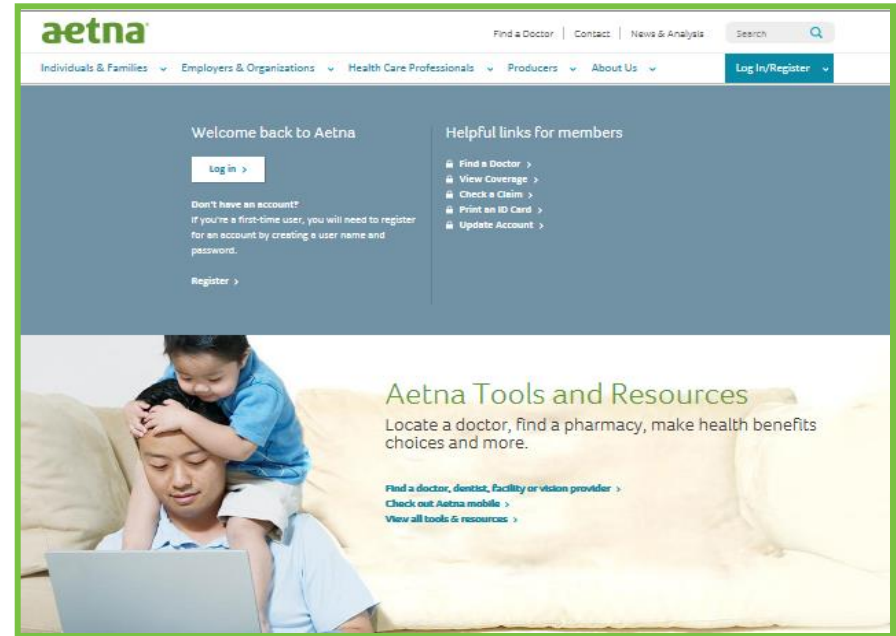 aetna
Find a Doctor | Contact | News & Analysis Search
Individuals & Families Employers & Organizations Health Care Professionals Producers About Us Log In/Register
Welcome back to Aetna
Log in >
Don't have an account?
If you're a first-time user, you will need to register
for an account by creating a user name and
password.
Register >
Helpful links for members
Find a Doctor >
View Coverage >
Check a Claim >
Print an ID Card >
Update Account >
Aetna Tools and Resources
Locate a doctor, find a pharmacy, make health benefits
choices and more.
Find a doctor, dentist, facility or vision provider >
Check out Aetna mobile >
View all tools & resources >